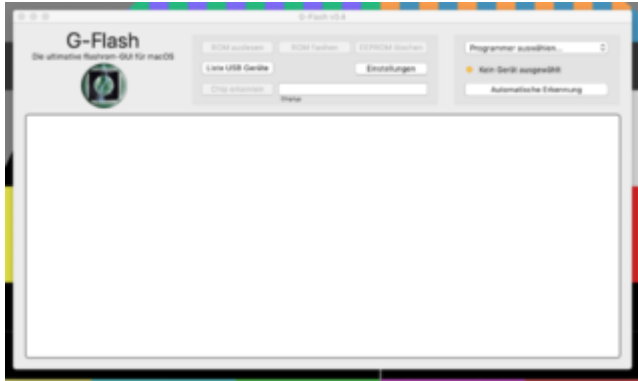 G-Flash v0.4
G-Flash
Die ultimative flashrom-GUI für macOS
ROM auslesen
ROM flashen
EEPROM löschen
Liste USB Geräte
Einstellungen
Chip erkennen
Status
Programmer auswählen...
Kein Gerät ausgewählt
Automatische Erkennung